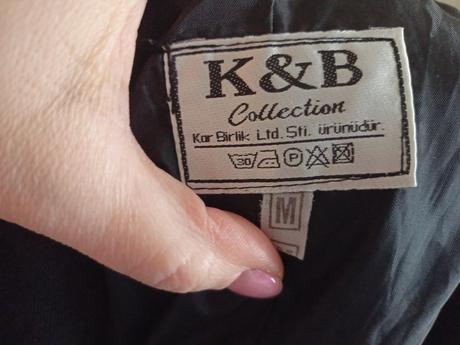 K&B
Collection
Kar Birlik Ltd. Şti. ürünüdür.
30 P
M